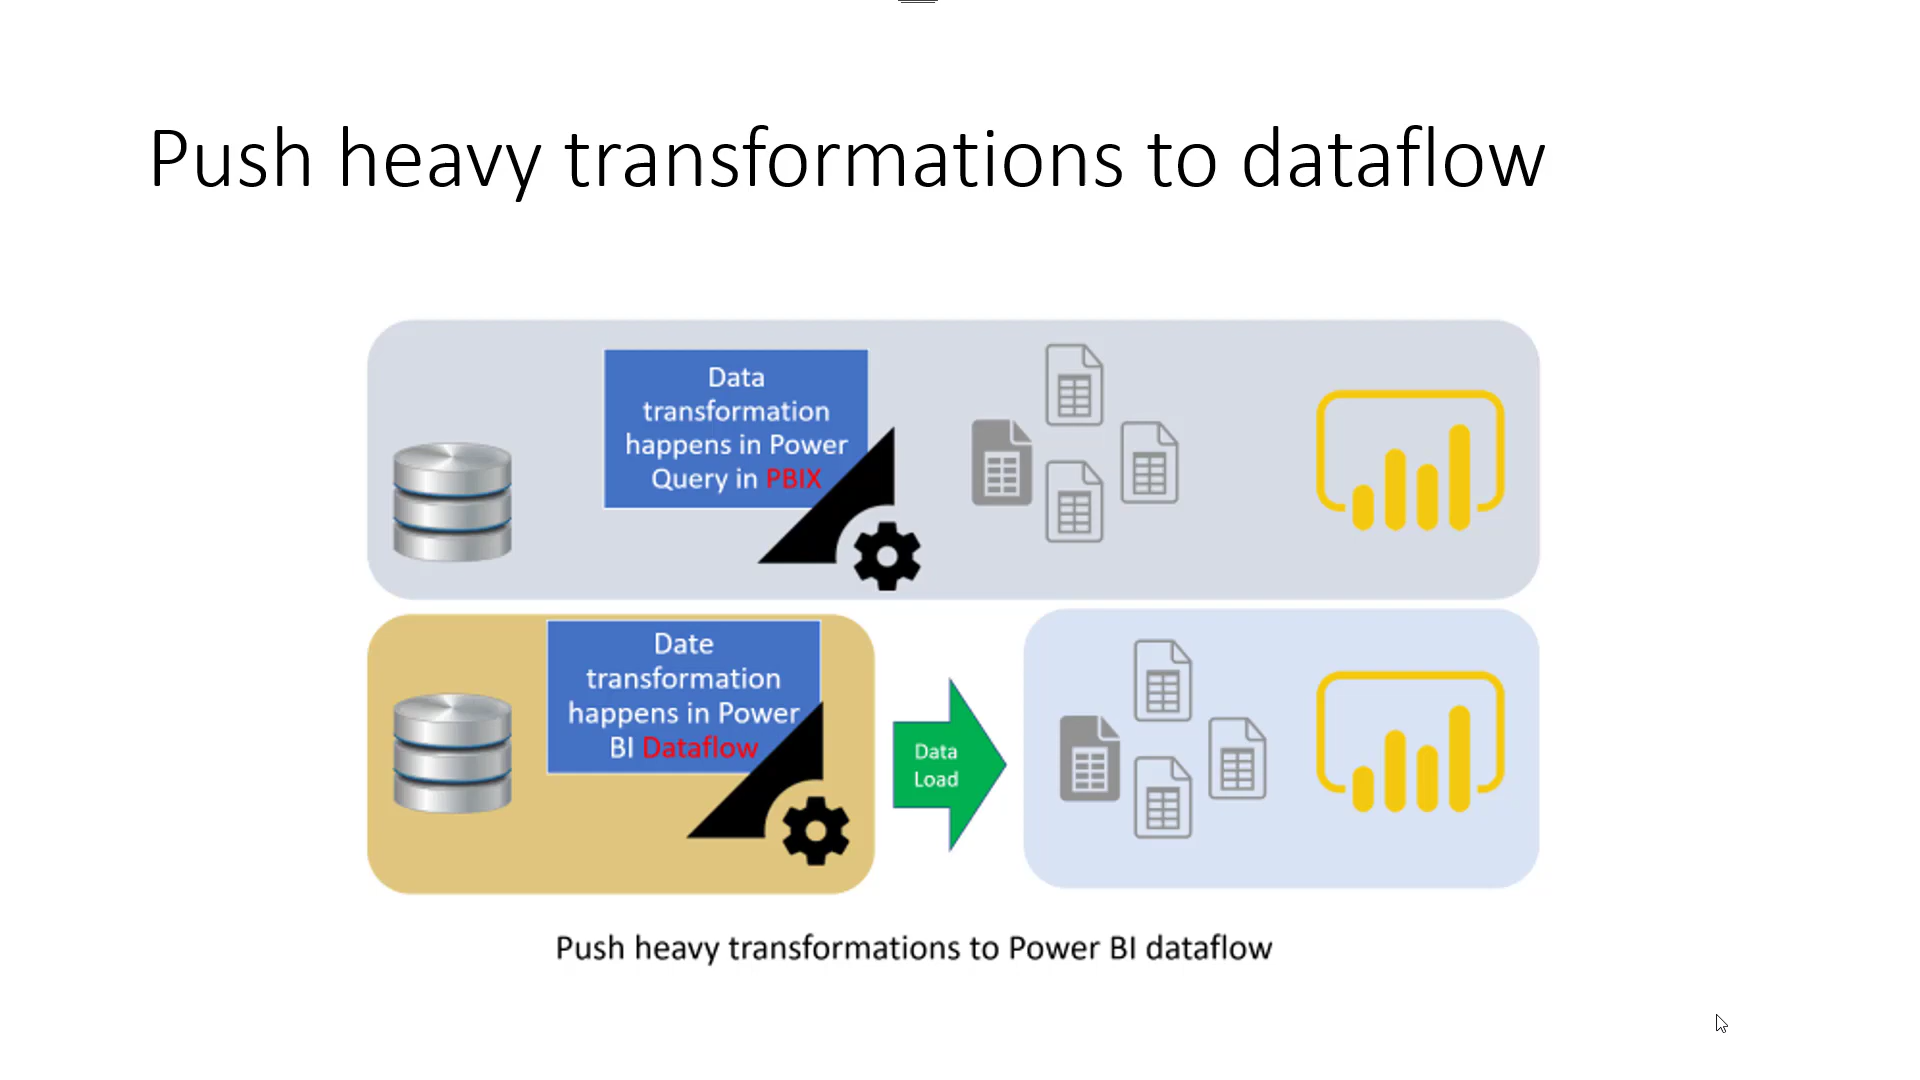 Push heavy transformations to dataflow
Data
transformation
happens in Power
Query in PBIX
Date
transformation
happens in Power
BI Dataflow
Data
Load
Push heavy transformations to Power BI dataflow